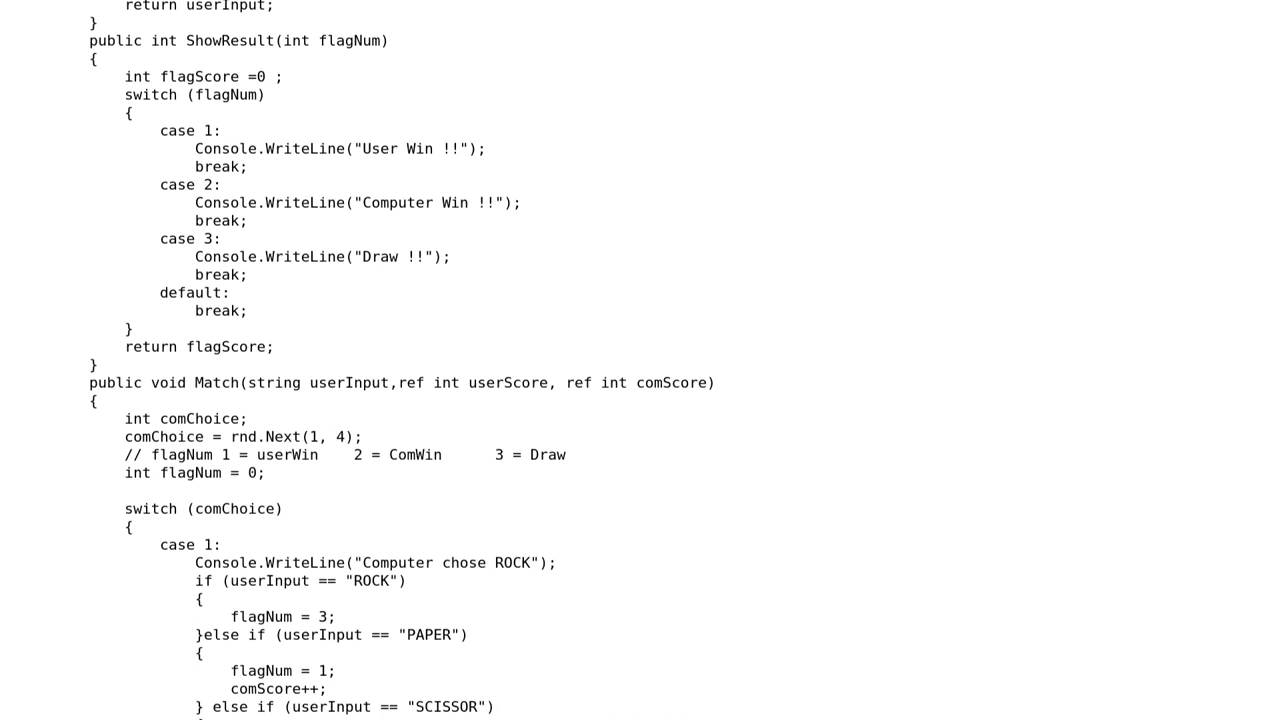 return userInput;
}
public int ShowResult(int flagNum)
{
int flagScore =0 ;
switch (flagNum)
{
case 1:
Console.WriteLine("User Win !!");
break;
case 2:
Console.WriteLine("Computer Win !!");
break;
case 3:
Console.WriteLine("Draw !!");
break;
default:
break;
}
return flagScore;
}
public void Match(string userInput,ref int userScore, ref int comScore)
{
int comChoice;
comChoice = rnd.Next(1, 4);
// flagNum 1 = userWin    2 = ComWin      3 = Draw
int flagNum = 0;
switch (comChoice)
{
case 1:
Console.WriteLine("Computer chose ROCK");
if (userInput == "ROCK")
{
flagNum = 3;
}else if (userInput == "PAPER")
{
flagNum = 1;
comScore++;
} else if (userInput == "SCISSOR")